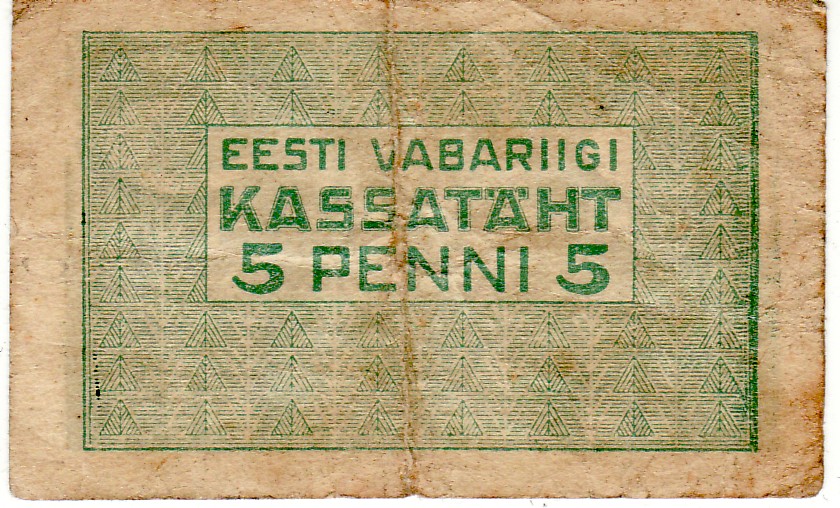 EESTI VABARIIGI
KASSATÄHT
5 PENNI 5